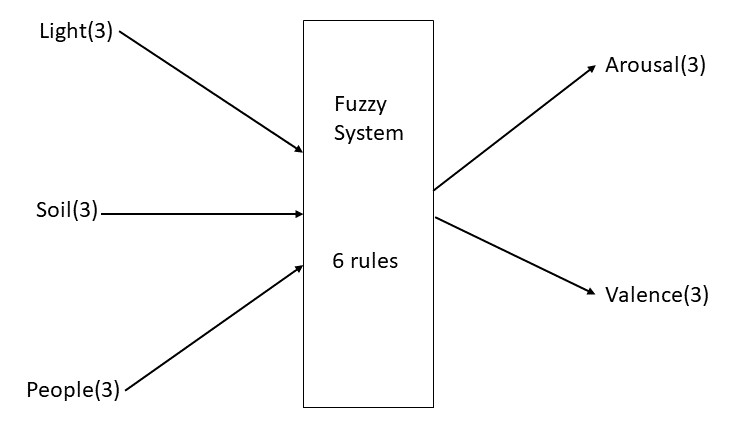 Light(3)
Soil(3)
People(3)
Fuzzy
System
6 rules
Arousal(3)
Valence(3)